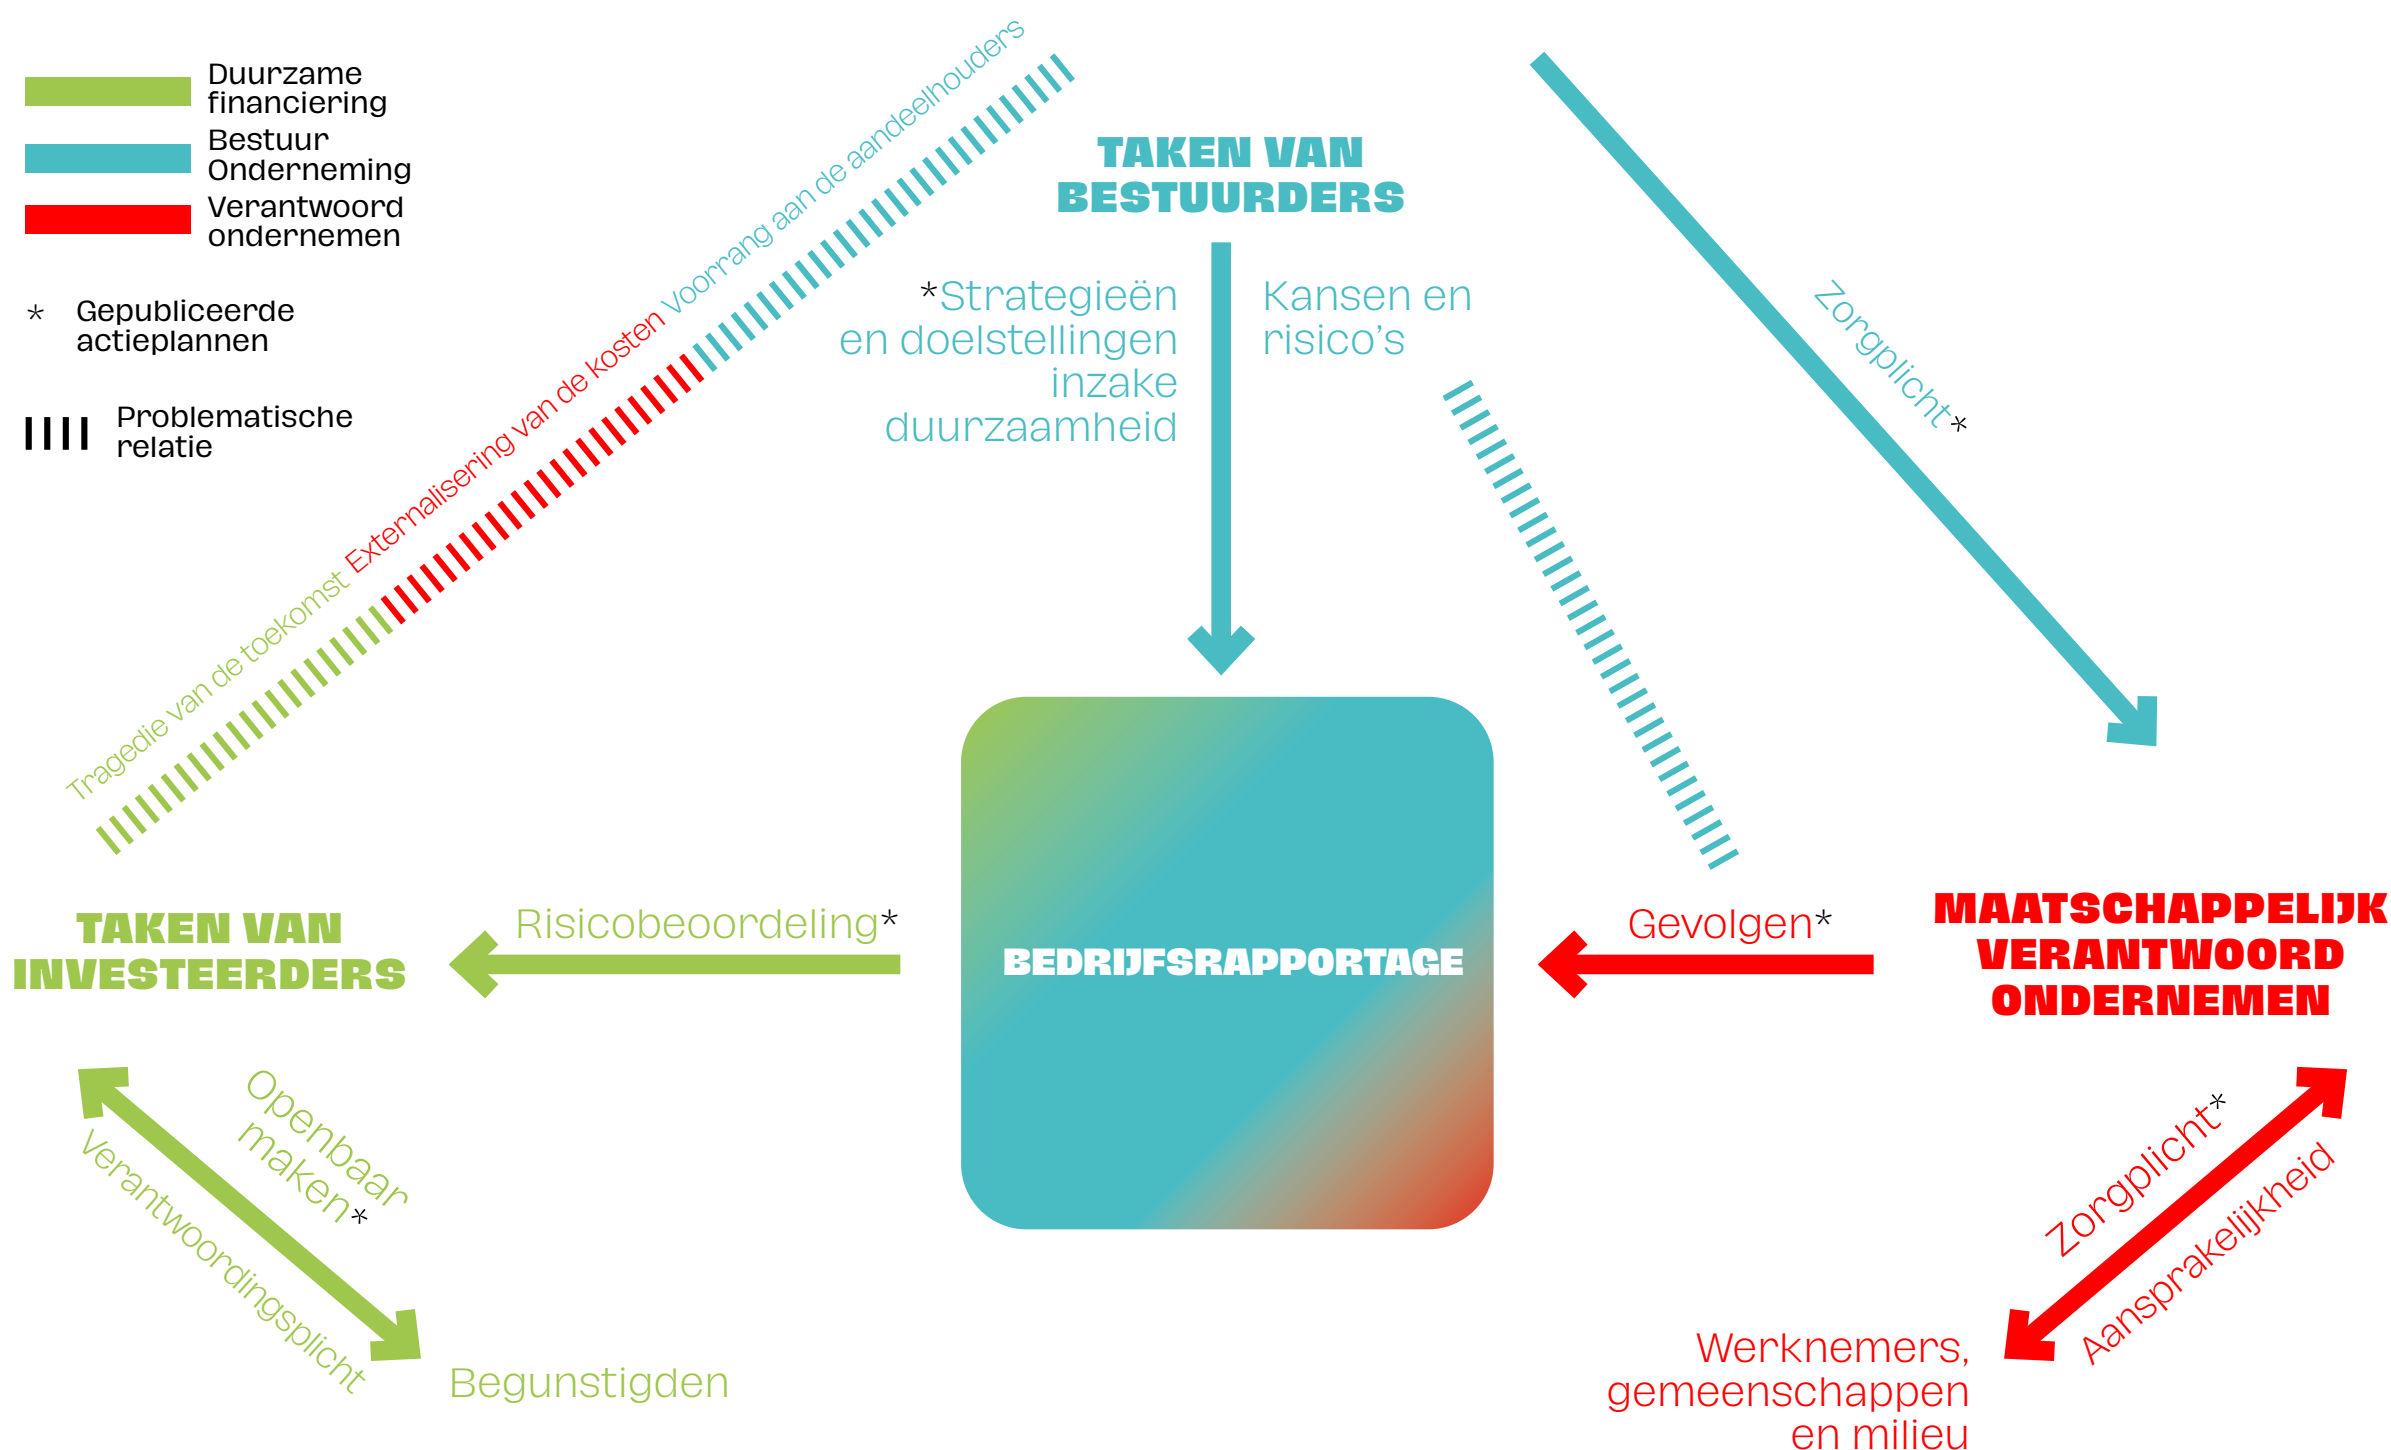 Duurzame
financiering
Bestuur
Onderneming
Verantwoord
ondernemen
* Gepubliceerde
actieplannen
Problematische
relatie
Tragedie van de toekomst Externalisering van de kosten Voorrang aan de aandeelhouders
TAKEN VAN
BESTUURDERS
*Strategieën
en doelstellingen
inzake
duurzaamheid
Kansen en
risico's
Zorgplicht*
TAKEN VAN
INVESTEERDERS
Risicobeoordeling*
BEDRIJFSRAPPORTAGE
Gevolgen*
MAATSCHAPPELIJK
VERANTWOORD
ONDERNEMEN
Openbaar
maken*
Verantwoordingsplicht
Begunstigden
Zorgplicht*
Aansprakelijkheid
Werknemers,
gemeenschappen
en milieu